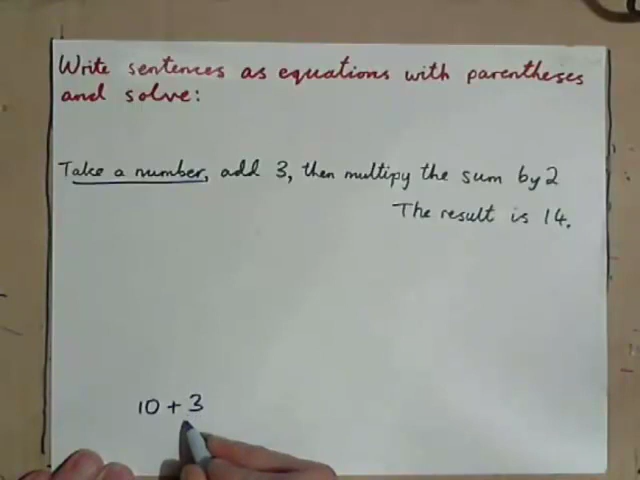 Write sentences as equations with parentheses
and solve:
Take a number, add 3, then multipy the sum by 2
The result is 14.
10 + 3